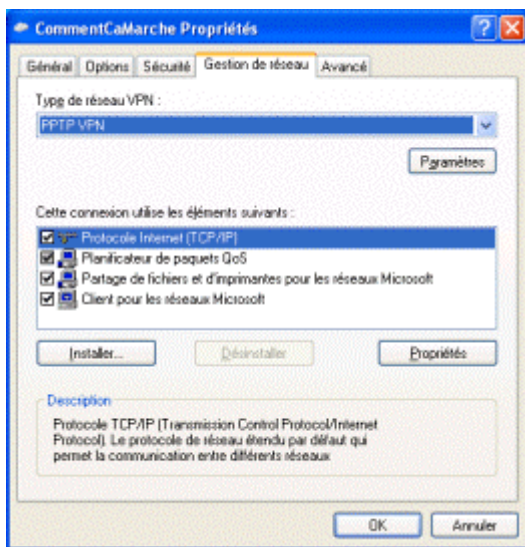 CommentCaMarche Propriétés
Général Options Sécurité Gestion de réseau Avancé
Type de réseau VPN :
PPTP VPN
Paramètres
Cette connexion utilise les éléments suivants :
Protocole Internet (TCP/IP)
Planificateur de paquets QoS
Partage de fichiers et d'imprimantes pour les réseaux Microsoft
Client pour les réseaux Microsoft
Installer... Désinstaller Propriétés
Description
Protocole TCP/IP (Transmission Control Protocol/Internet
Protocol). Le protocole de réseau étendu par défaut qui
permet la communication entre différents réseaux
OK Annuler